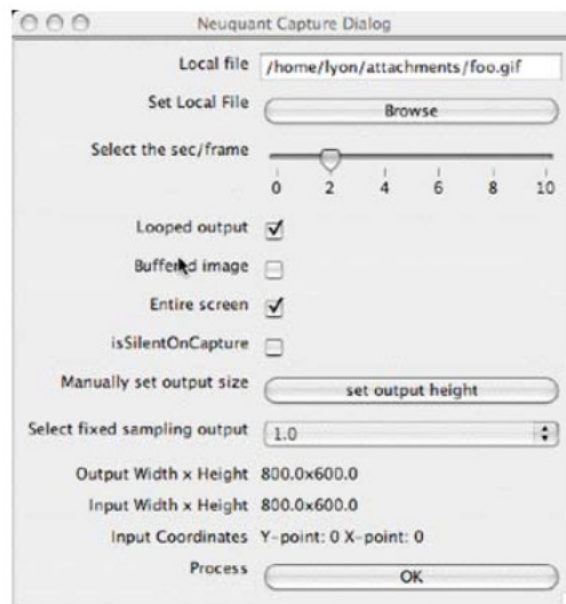 Neuquant Capture Dialog
Local file /home/lyon/attachments/foo.gif
Set Local File Browse
Select the sec/frame
0 2 4 6 8 10
Looped output
Buffered image
Entire screen
isSilentOnCapture
Manually set output size set output height
Select fixed sampling output 1.0
Output Width x Height 800.0x600.0
Input Width x Height 800.0x600.0
Input Coordinates Y-point: 0 X-point: 0
Process OK